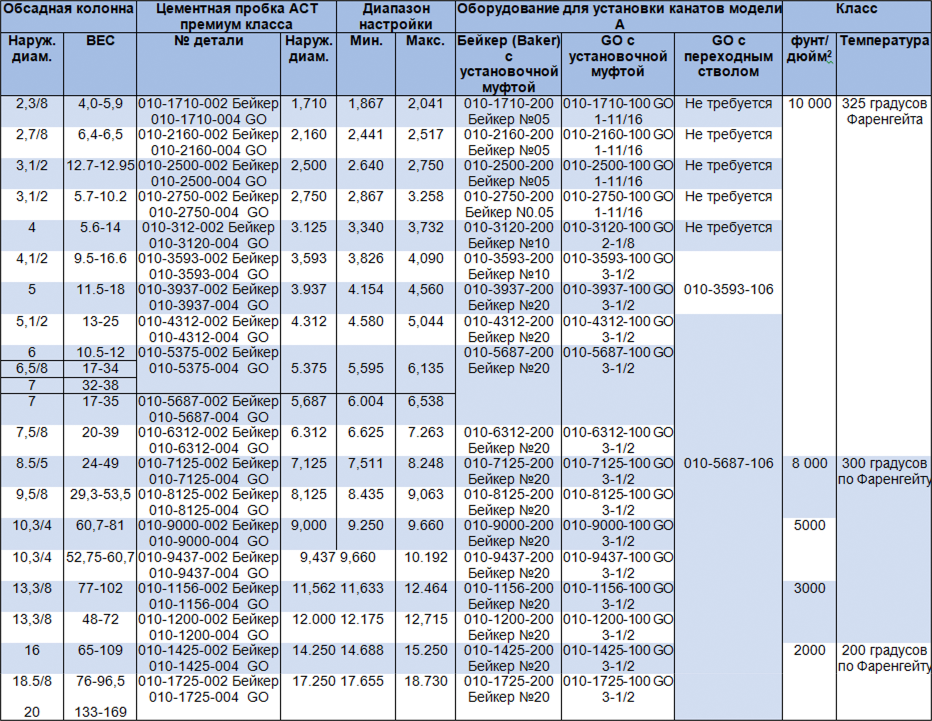 Обсадная колонна Цементная пробка АСТ премиум класса Диапазон настройки Оборудование для установки канатов модели А Класс
Наруж. диам. ВЕС № детали Наруж. диам. Мин. Макс. Бейкер (Baker) с установочной муфтой GO с установочной муфтой GO с переходным стволом фунт/дюйм2 Температура
2,3/8 4,0-5,9 010-1710-002 Бейкер 1,710 1,867 2,041 010-1710-200 010-1710-100 GO Не требуется 10 000 325 градусов
010-1710-004 GO Бейкер №05 1-11/16 Фаренгейта
2,7/8 6,4-6,5 010-2160-002 Бейкер 2,160 2,441 2,517 010-2160-200 010-2160-100 GO Не требуется
010-2160-004 GO Бейкер №05 1-11/16
3,1/2 12.7-12.95 010-2500-002 Бейкер 2,500 2.640 2,750 010-2500-200 010-2500-100 GO Не требуется
010-2500-004 GO Бейкер №05 1-11/16
3,1/2 5.7-10.2 010-2750-002 Бейкер 2,750 2,867 3.258 010-2750-200 010-2750-100 GO Не требуется
010-2750-004 GO Бейкер N0.05 1-11/16
4 5.6-14 010-312-002 Бейкер 3.125 3,340 3,732 010-3120-200 010-3120-100 GO Не требуется
010-3120-004 GO Бейкер №10 2-1/8
4,1/2 9.5-16.6 010-3593-002 Бейкер 3,593 3,826 4,090 010-3593-200 010-3593-100 GO
010-3593-004 GO Бейкер №10 3-1/2
5 11.5-18 010-3937-002 Бейкер 3.937 4.154 4,560 010-3937-200 010-3937-100 GO 010-3593-106
010-3937-004 GO Бейкер №20 3-1/2
5,1/2 13-25 010-4312-002 Бейкер 4.312 4.580 5,044 010-4312-200 010-4312-100 GO
010-4312-004 GO Бейкер №20 3-1/2
6 10.5-12 010-5375-002 Бейкер 010-5687-200 010-5687-100 GO
6,5/8 17-34 010-5375-004 GO 5.375 5,595 6,135 Бейкер №20 3-1/2
7 32-38
7 17-35 010-5687-002 Бейкер 5,687 6.004 6,538
010-5687-004 GO
7,5/8 20-39 010-6312-002 Бейкер 6.312 6.625 7.263 010-6312-200 010-6312-100 GO
010-6312-004 GO Бейкер №20 3-1/2
8.5/5 24-49 010-7125-002 Бейкер 7,125 7,511 8.248 010-7125-200 010-7125-100 GO 010-5687-106 8 000 300 градусов
010-7125-004 GO Бейкер №20 3-1/2 по Фаренгейту
9,5/8 29,3-53,5 010-8125-002 Бейкер 8,125 8.435 9,063 010-8125-200 010-8125-100 GO
010-8125-004 GO Бейкер №20 3-1/2
10,3/4 60,7-81 010-9000-002 Бейкер 9,000 9.250 9.660 010-9000-200 010-9000-100 GO 5000
010-9000-004 GO Бейкер №20 3-1/2
10,3/4 52,75-60,7 010-9437-002 Бейкер 9,437 9,660 10.192 010-9437-200 010-9437-100 GO
010-9437-004 GO Бейкер №20 3-1/2
13,3/8 77-102 010-1156-002 Бейкер 11,562 11,633 12.464 010-1156-200 010-1156-100 GO 3000
010-1156-004 GO Бейкер №20 3-1/2
13,3/8 48-72 010-1200-002 Бейкер 12.000 12.175 12,715 010-1200-200 010-1200-100 GO
010-1200-004 GO Бейкер №20 3-1/2
16 65-109 010-1425-002 Бейкер 14.250 14.688 15.250 010-1425-200 010-1425-100 GO 2000 200 градусов
010-1425-004 GO Бейкер №20 3-1/2 по Фаренгейту
18.5/8 76-96,5 010-1725-002 Бейкер 17.250 17.655 18.730 010-1725-200 010-1725-100 GO
010-1725-004 GO Бейкер №20 3-1/2
20 133-169